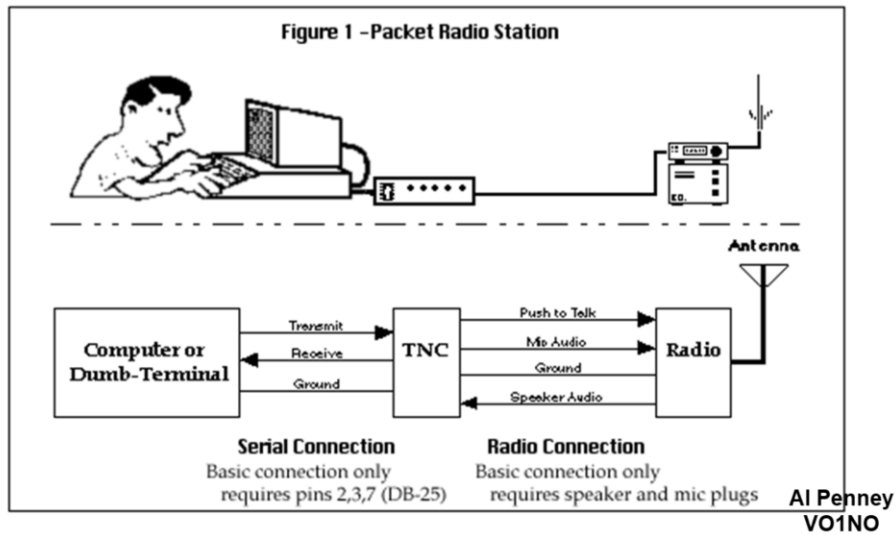 Figure 1 -Packet Radio Station
Antenna
Computer or
Dumb-Terminal
Transmit
Receive
Ground
TNC
Push to Talk
Mic Audio
Ground
Speaker Audio
Radio
Serial Connection
Basic connection only
requires pins 2,3,7 (DB-25)
Radio Connection
Basic connection only
requires speaker and mic plugs
Al Penney
VO1NO